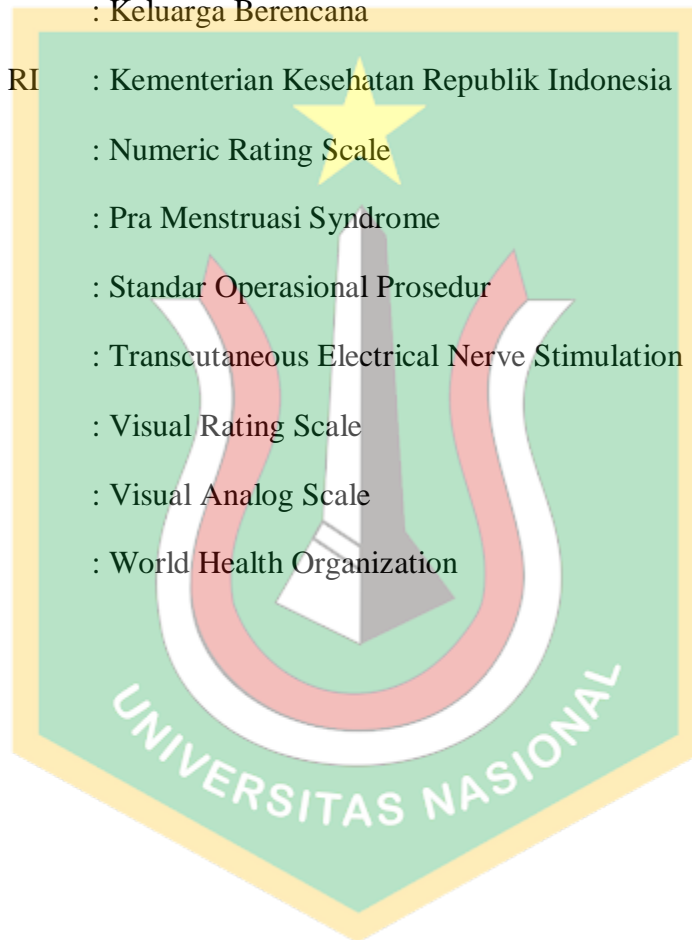 : Keluarga Berencana
RI : Kementerian Kesehatan Republik Indonesia
: Numeric Rating Scale
: Pra Menstruasi Syndrome
: Standar Operasional Prosedur
: Transcutaneous Electrical Nerve Stimulation
: Visual Rating Scale
: Visual Analog Scale
: World Health Organization
UNIVERSITAS NASIONAL